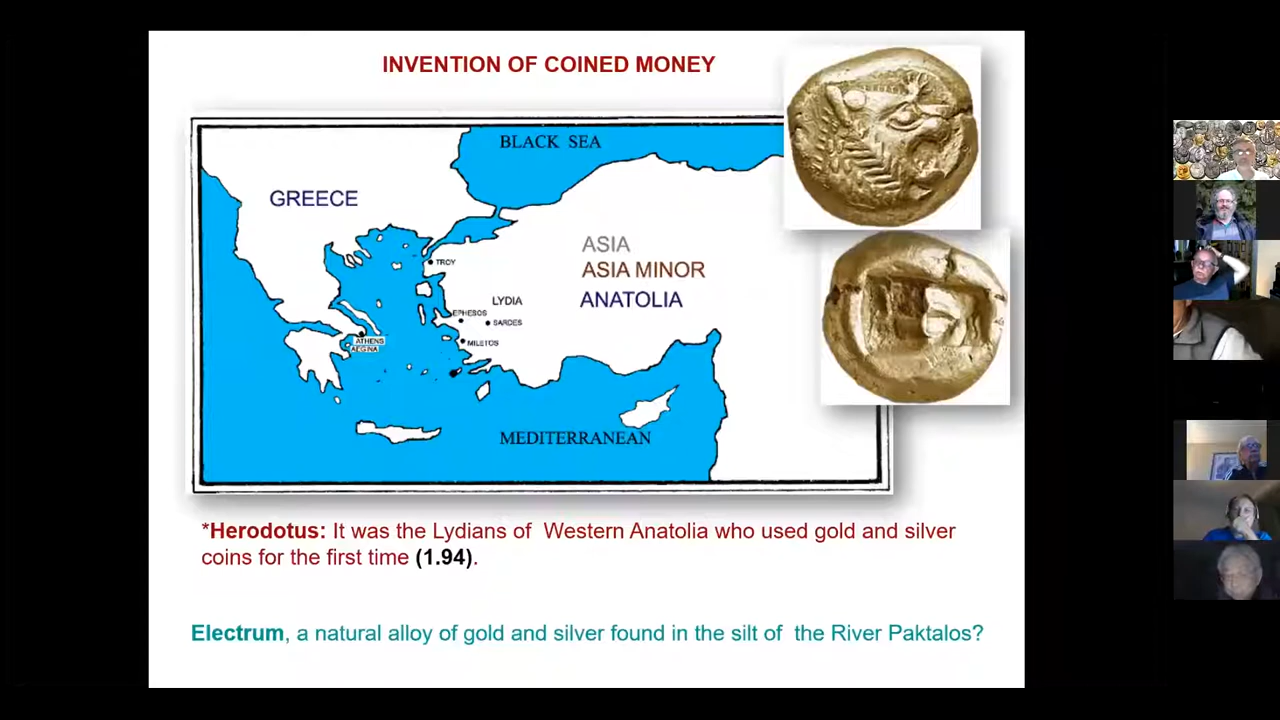 INVENTION OF COINED MONEY
BLACK SEA
GREECE
ASIA
TROY
ASIA MINOR
LYDIA
ANATOLIA
EPHESOS
SARDES
ATHENS
MILETOS
AEGINA
MEDITERRANEAN
*Herodotus: It was the Lydians of Western Anatolia who used gold and silver
coins for the first time (1.94).
Electrum, a natural alloy of gold and silver found in the silt of the River Paktalos?